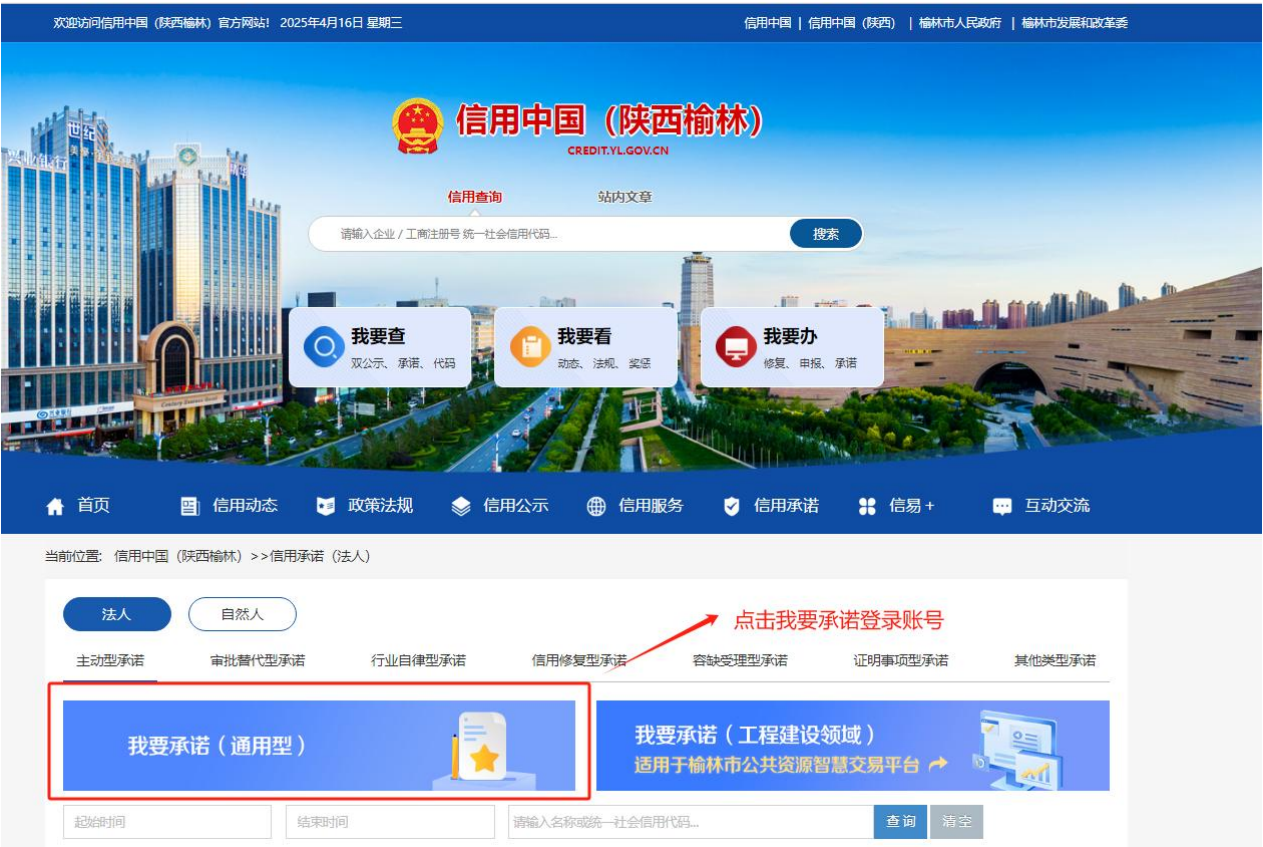 欢迎访问信用中国（陕西榆林）官方网站！ 2025年4月16日 星期三
信用中国 | 信用中国（陕西） | 榆林市人民政府 | 榆林市发展和改革委
信用中国（陕西榆林）
CREDIT.YL.GOV.CN
世纪
兴业银行
信用查询 站内文章
请输入企业 / 工商注册号 统一社会信用代码... 搜索
我要查
双公示、承诺、代码
我要看
动态、法规、奖惩
我要办
修复、申报、承诺
首页 信用动态 政策法规 信用公示 信用服务 信用承诺 信易+ 互动交流
当前位置: 信用中国（陕西榆林）>>信用承诺（法人）
法人 自然人
点击我要承诺登录账号
主动型承诺 审批替代型承诺 行业自律型承诺 信用修复型承诺 容缺受理型承诺 证明事项型承诺 其他类型承诺
我要承诺（通用型）
我要承诺（工程建设领域）
适用于榆林市公共资源智慧交易平台
起始时间 结束时间 请输入名称或统一社会信用代码... 查询 清空